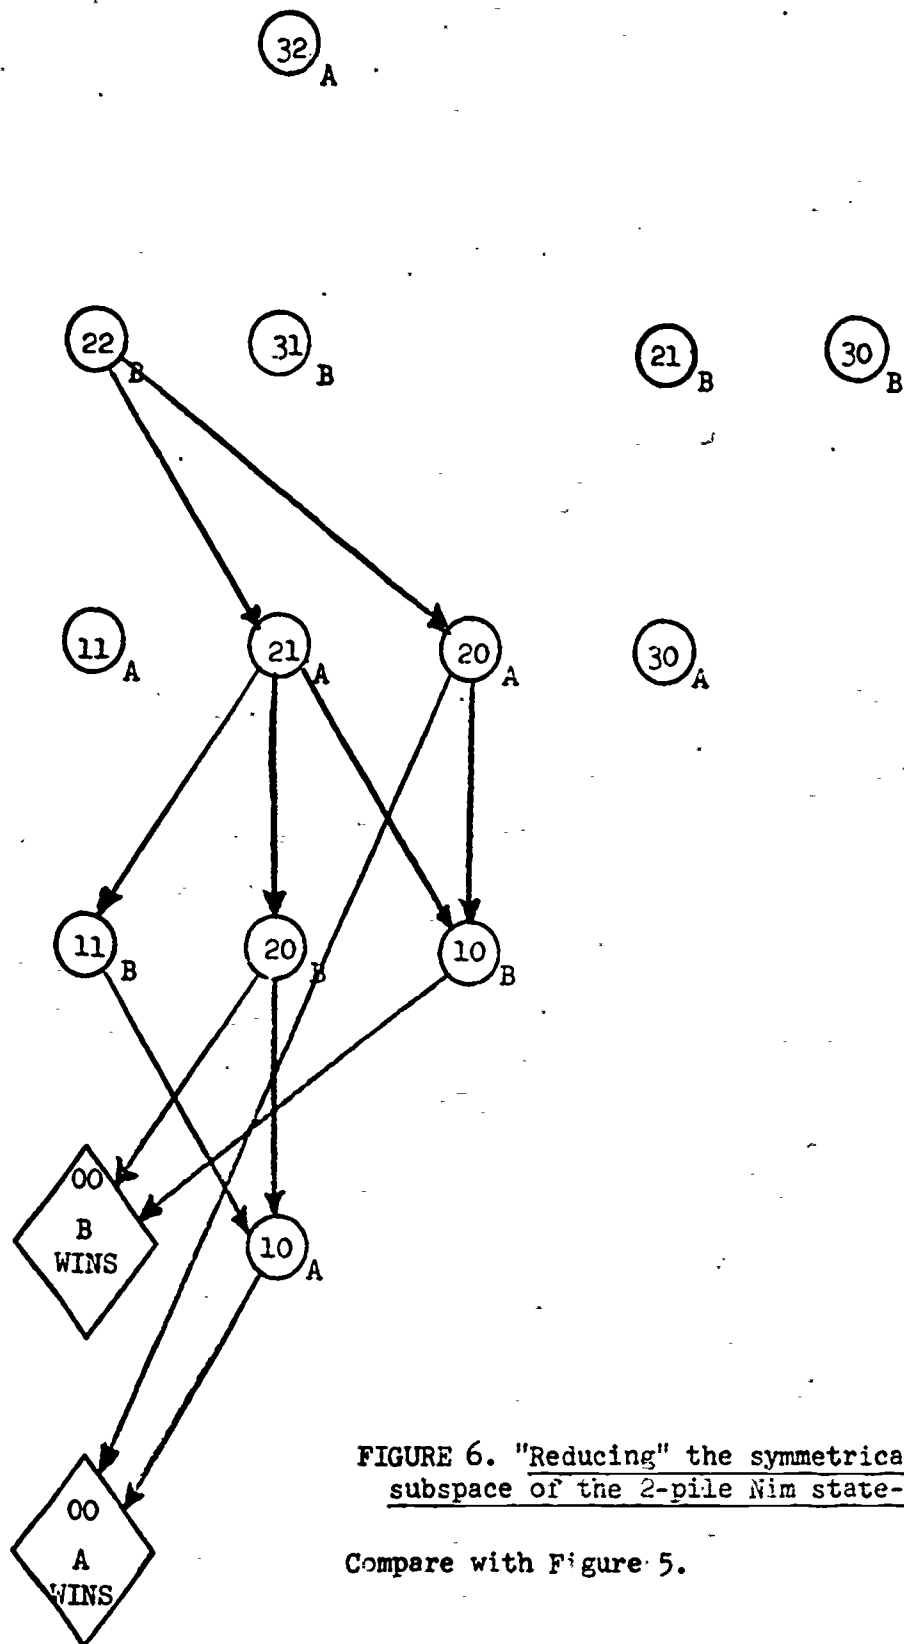 32
A
22
B
31
B
21
B
30
B
11
A
21
A
20
A
30
A
11
B
20
B
10
B
00
B
WINS
10
A
00
A
WINS
FIGURE 6. "Reducing" the symmetrica
subspace of the 2-pile Nim state-
Compare with Figure 5.